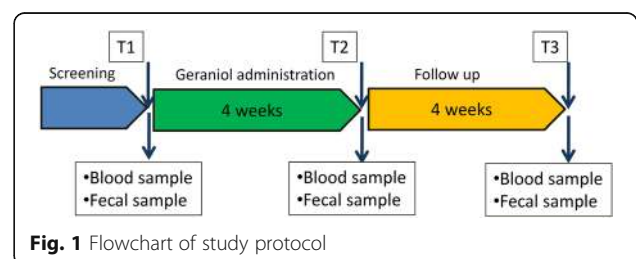 T1 T2 T3
Screening Geraniol administration Follow up
4 weeks 4 weeks
•Blood sample •Blood sample •Blood sample
•Fecal sample •Fecal sample •Fecal sample
Fig. 1 Flowchart of study protocol